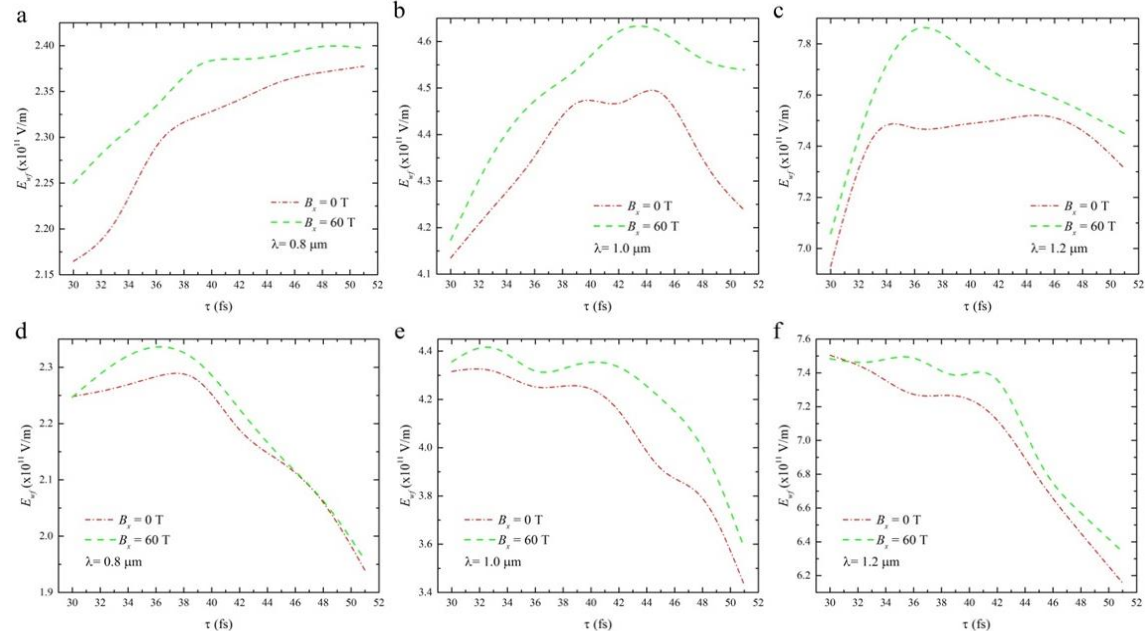 a
2.40
2.35
2.30
2.25
2.20
2.15
E_wf (x10^11 V/m)
B_x = 0 T
B_x = 60 T
λ= 0.8 μm
30 32 34 36 38 40 42 44 46 48 50 52
τ (fs)
b
4.6
4.5
4.4
4.3
4.2
4.1
E_wf (x10^11 V/m)
B_x = 0 T
B_x = 60 T
λ= 1.0 μm
30 32 34 36 38 40 42 44 46 48 50 52
τ (fs)
c
7.8
7.6
7.4
7.2
7.0
E_wf (x10^11 V/m)
B_x = 0 T
B_x = 60 T
λ= 1.2 μm
30 32 34 36 38 40 42 44 46 48 50 52
τ (fs)
d
2.3
2.2
2.1
2.0
1.9
E_wf (x10^11 V/m)
B_x = 0 T
B_x = 60 T
λ= 0.8 μm
30 32 34 36 38 40 42 44 46 48 50 52
τ (fs)
e
4.4
4.2
4.0
3.8
3.6
3.4
E_wf (x10^11 V/m)
B_x = 0 T
B_x = 60 T
λ= 1.0 μm
30 32 34 36 38 40 42 44 46 48 50 52
τ (fs)
f
7.6
7.4
7.2
7.0
6.8
6.6
6.4
6.2
E_wf (x10^11 V/m)
B_x = 0 T
B_x = 60 T
λ= 1.2 μm
30 32 34 36 38 40 42 44 46 48 50 52
τ (fs)